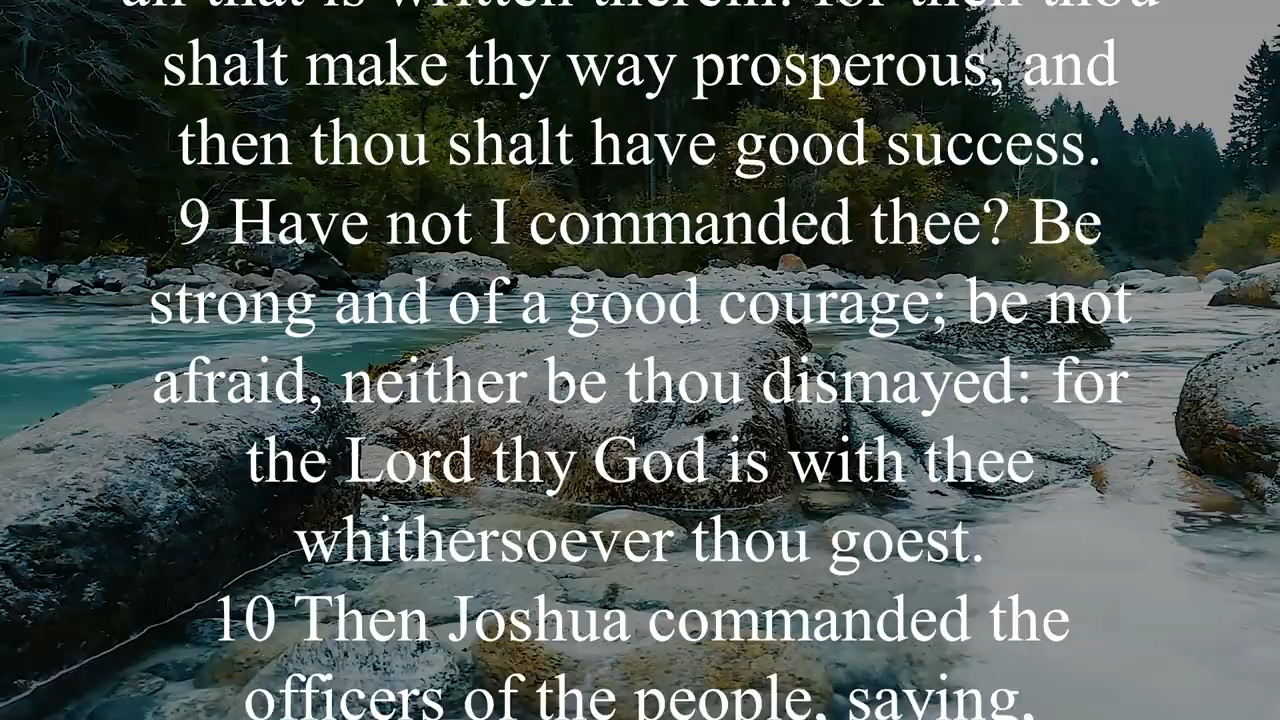 all that is written therein: for then thou
shalt make thy way prosperous, and
then thou shalt have good success.
9 Have not I commanded thee? Be
strong and of a good courage; be not
afraid, neither be thou dismayed: for
the Lord thy God is with thee
whithersoever thou goest.
10 Then Joshua commanded the
officers of the people, saying,